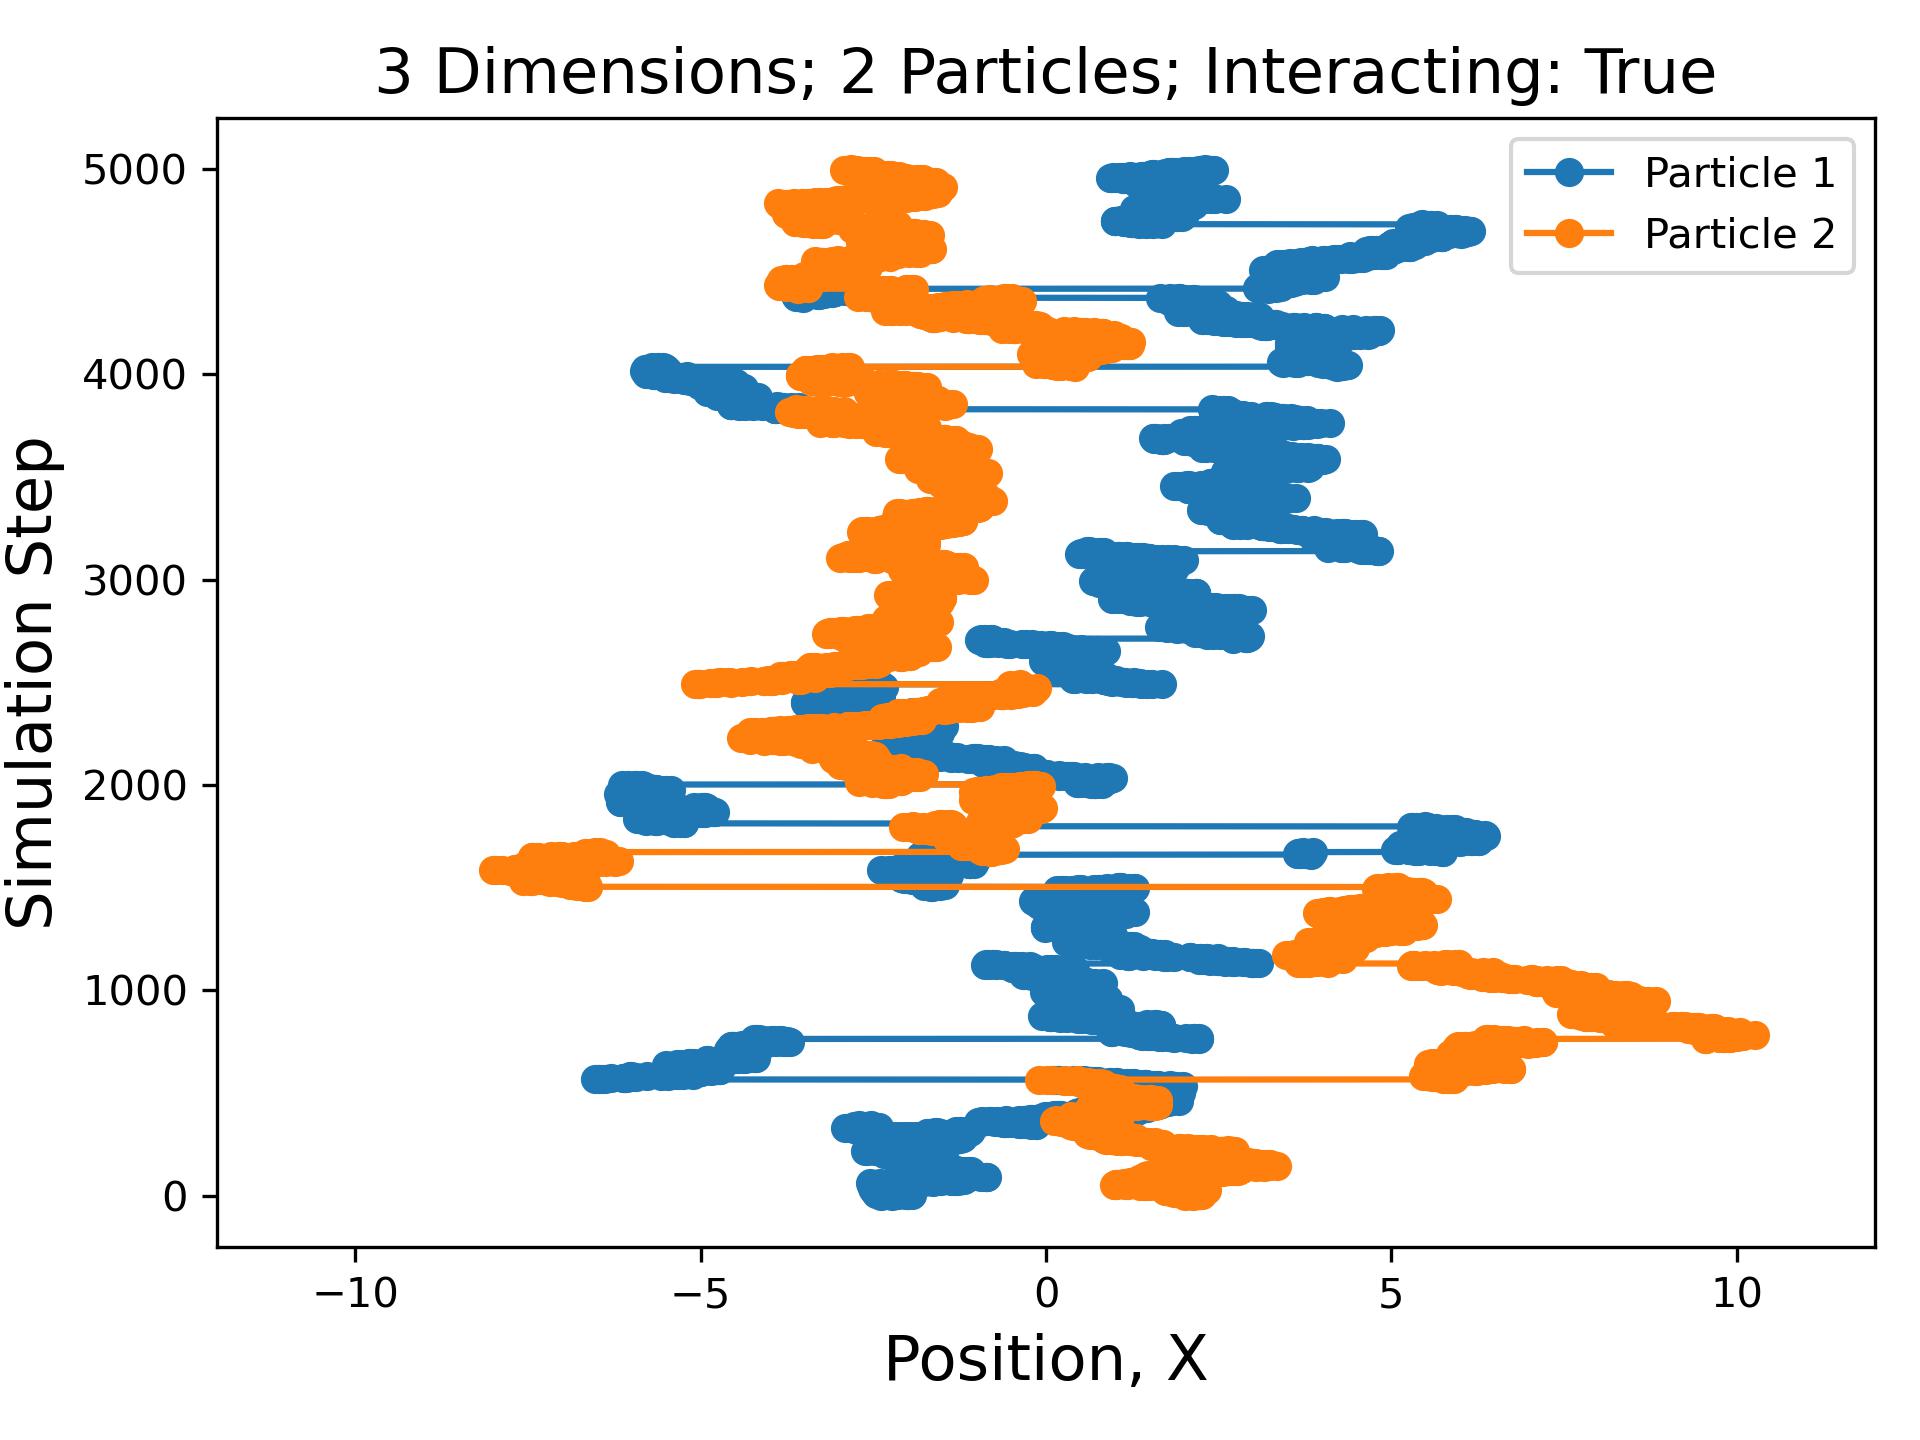 3 Dimensions; 2 Particles; Interacting: True
Particle 1
Particle 2
Simulation Step
5000
4000
3000
2000
1000
0
−10
−5
0
5
10
Position, X